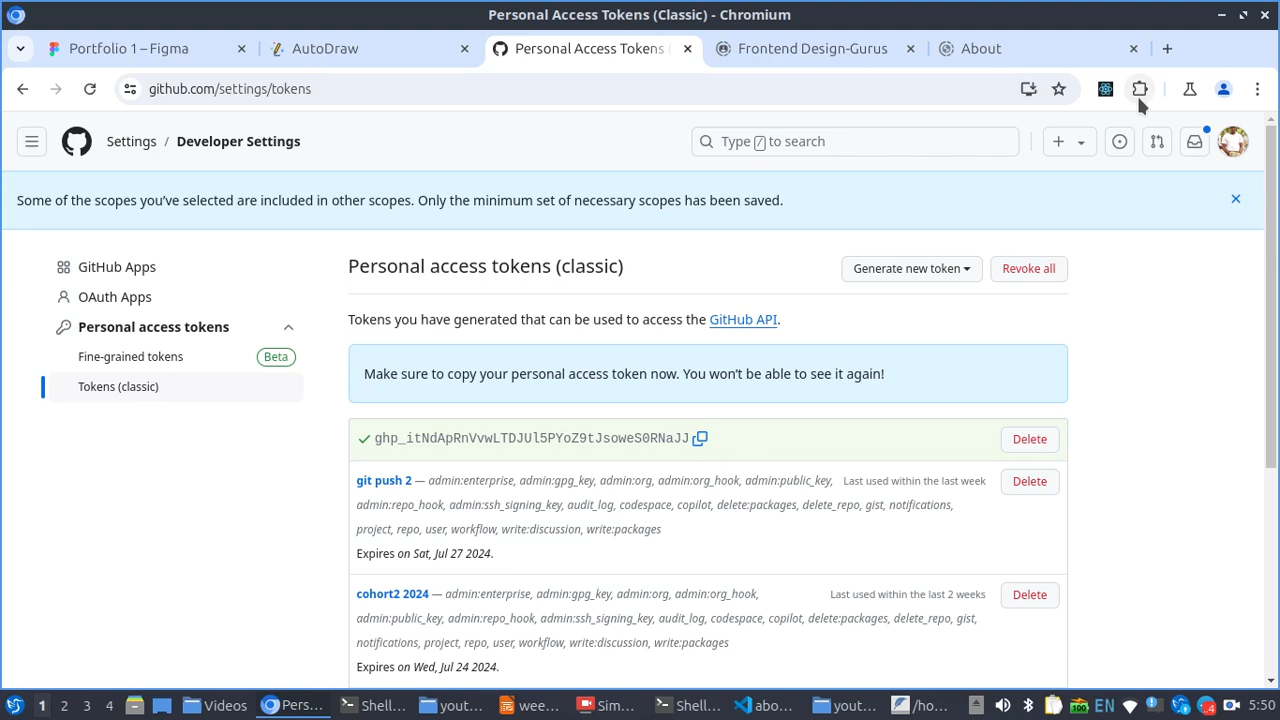 Personal Access Tokens (Classic) - Chromium
Portfolio 1 – Figma
AutoDraw
Personal Access Tokens (
Frontend Design-Gurus
About
github.com/settings/tokens
Settings / Developer Settings
Type / to search
Some of the scopes you've selected are included in other scopes. Only the minimum set of necessary scopes has been saved.
GitHub Apps
OAuth Apps
Personal access tokens
Fine-grained tokens Beta
Tokens (classic)
Personal access tokens (classic)
Generate new token
Revoke all
Tokens you have generated that can be used to access the GitHub API.
Make sure to copy your personal access token now. You won't be able to see it again!
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
Delete
git push 2 — admin:enterprise, admin:gpg_key, admin:org, admin:org_hook, admin:public_key,
Last used within the last week
Delete
admin:repo_hook, admin:ssh_signing_key, audit_log, codespace, copilot, delete:packages, delete_repo, gist, notifications,
project, repo, user, workflow, write:discussion, write:packages
Expires on Sat, Jul 27 2024.
cohort2 2024 — admin:enterprise, admin:gpg_key, admin:org, admin:org_hook,
Last used within the last 2 weeks
Delete
admin:public_key, admin:repo_hook, admin:ssh_signing_key, audit_log, codespace, copilot, delete:packages, delete_repo, gist,
notifications, project, repo, user, workflow, write:discussion, write:packages
Expires on Wed, Jul 24 2024.
1 2 3 4 Videos Pers... Shell... yout... wee... Sim... Shell... abo... yout... /ho... 100 EN 4 5:50